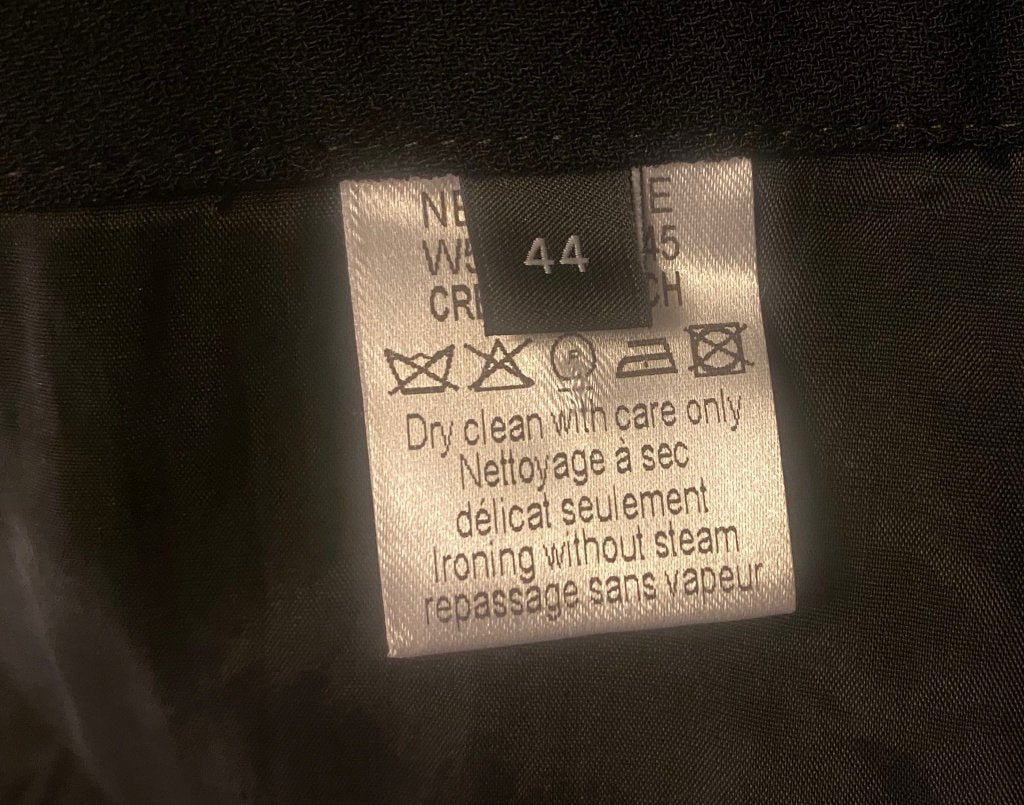 44
Dry clean with care only
Nettoyage à sec
délicat seulement
Ironing without steam
repassage sans vapeur